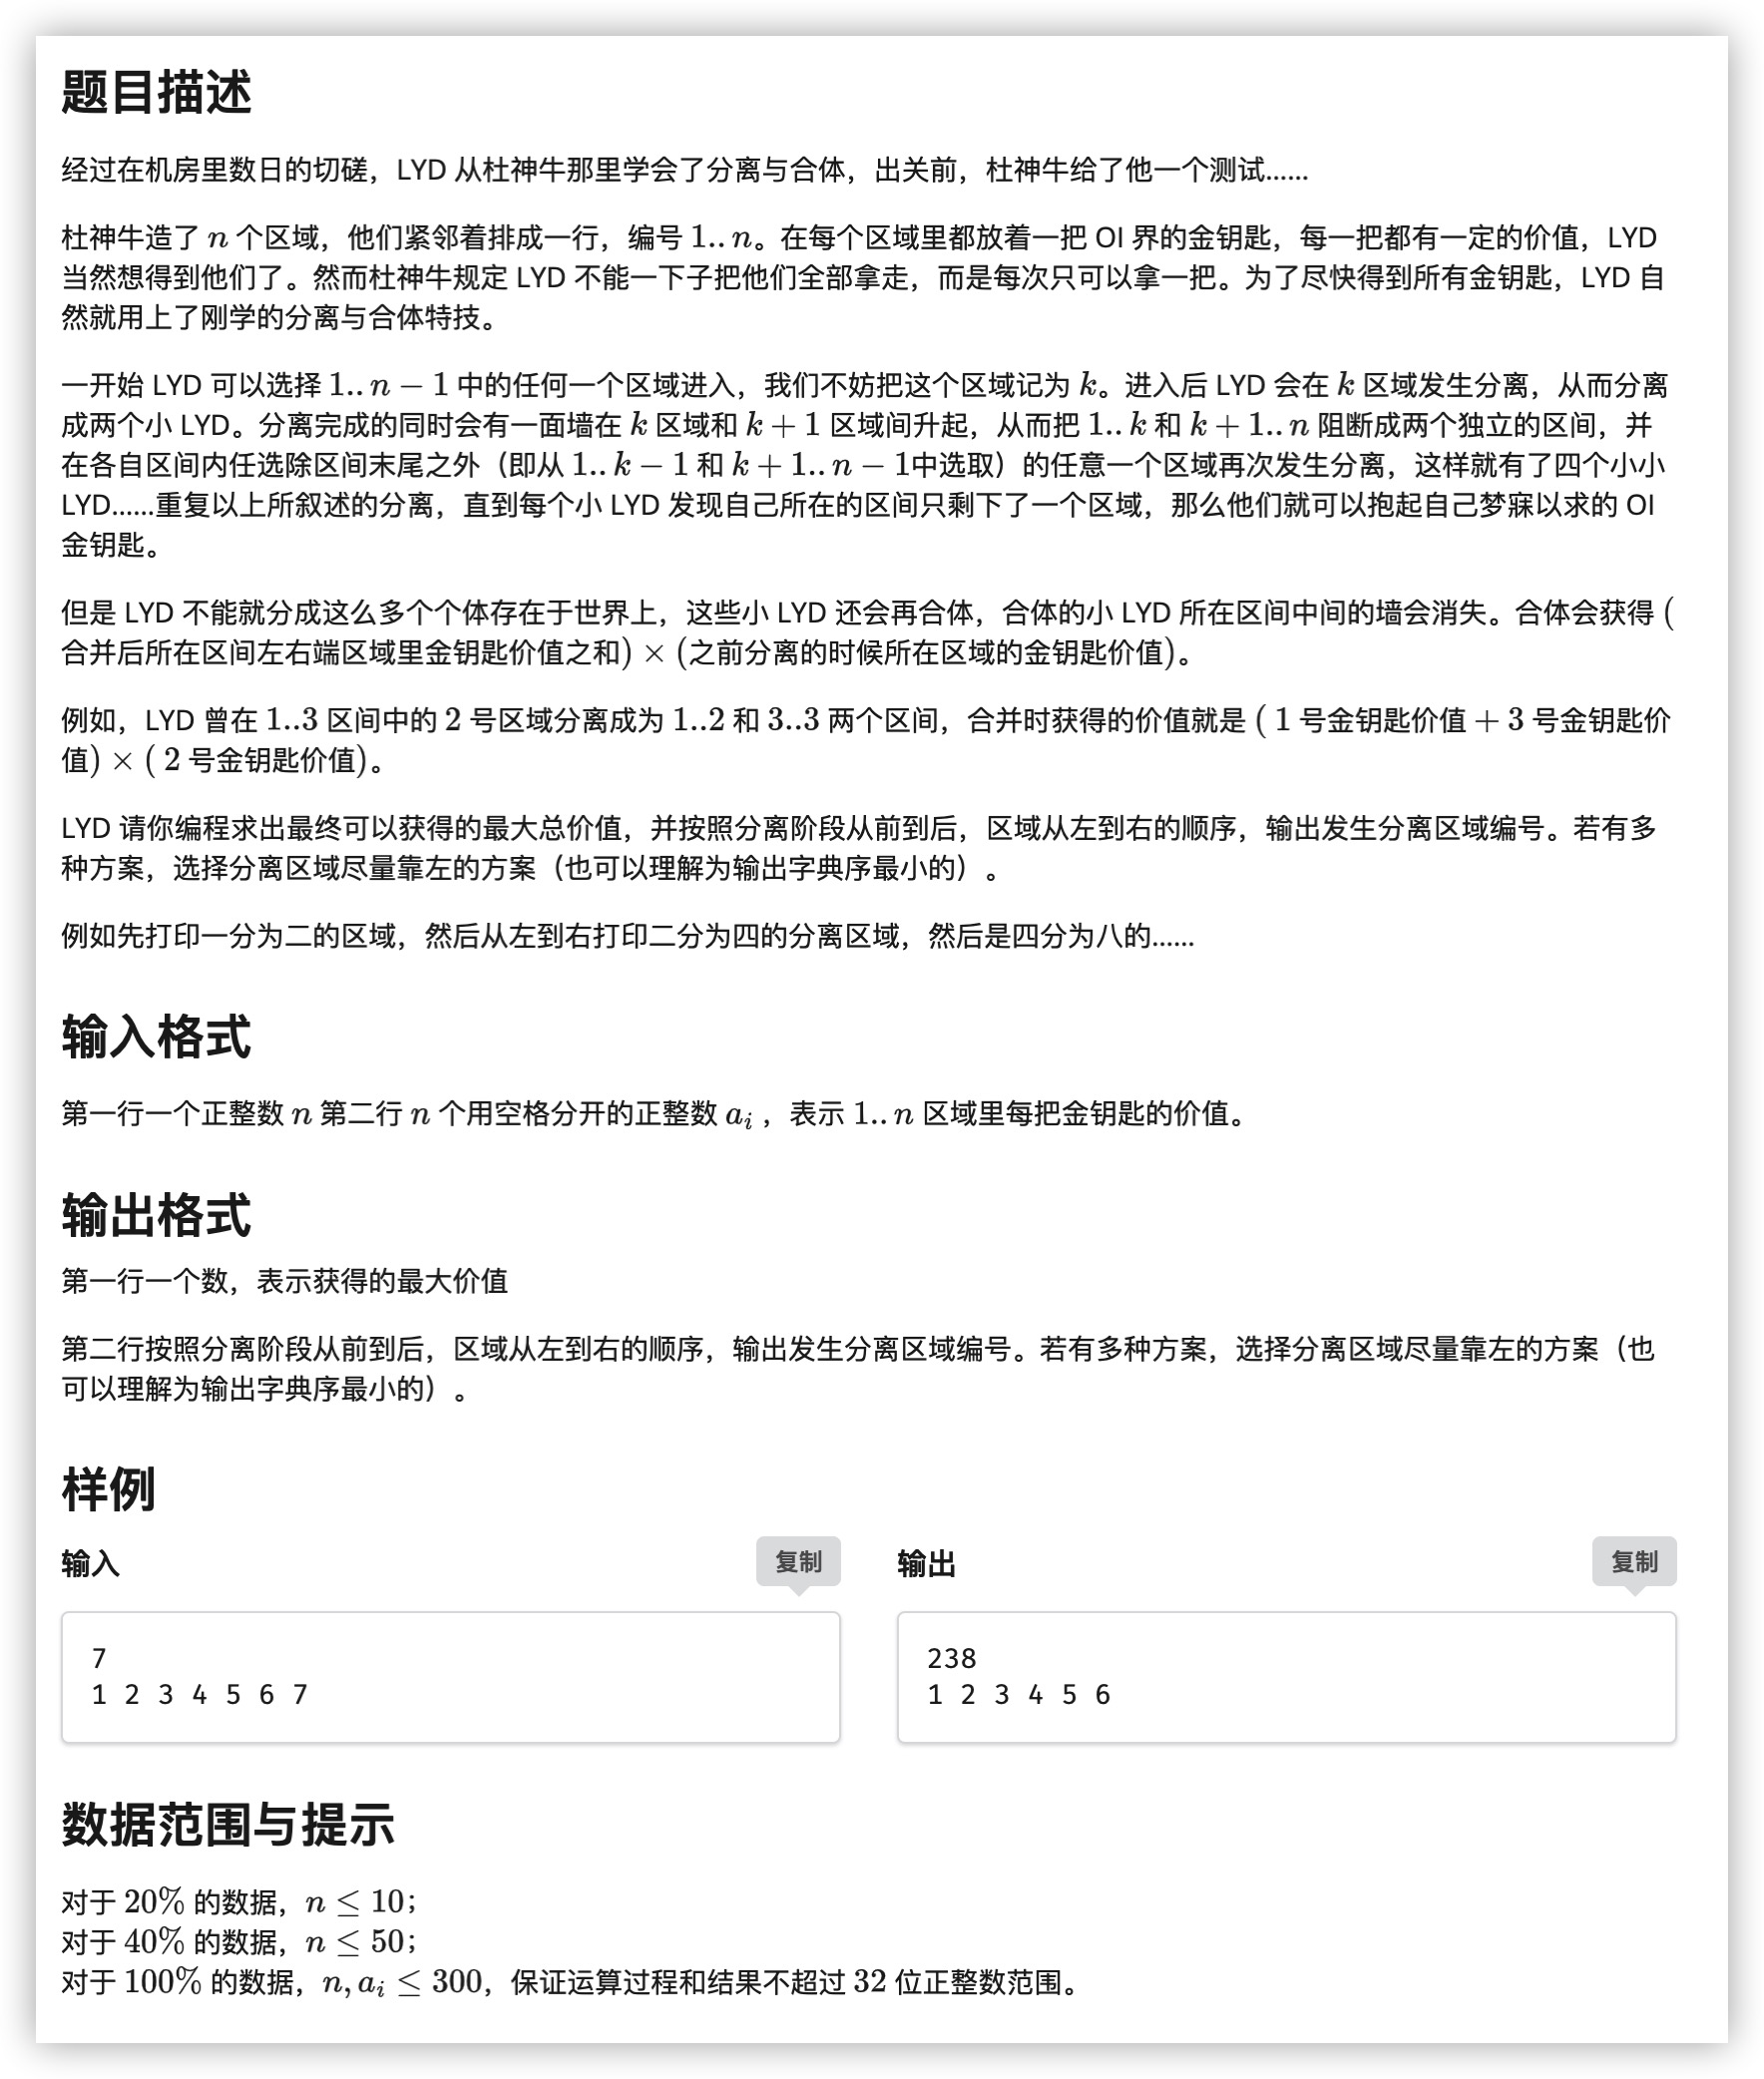 题目描述
经过在机房里数日的切磋，LYD 从杜神牛那里学会了分离与合体，出关前，杜神牛给了他一个测试......
杜神牛造了 n 个区域，他们紧邻着排成一行，编号 1..n。在每个区域里都放着一把 OI 界的金钥匙，每一把都有一定的价值，LYD
当然想得到他们了。然而杜神牛规定 LYD 不能一下子把他们全部拿走，而是每次只可以拿一把。为了尽快得到所有金钥匙，LYD 自
然就用上了刚学的分离与合体特技。
一开始 LYD 可以选择 1..n − 1 中的任何一个区域进入，我们不妨把这个区域记为 k。进入后 LYD 会在 k 区域发生分离，从而分离
成两个小 LYD。分离完成的同时会有一面墙在 k 区域和 k + 1 区域间升起，从而把 1..k 和 k + 1..n 阻断成两个独立的区间，并
在各自区间内任选除区间末尾之外（即从 1..k − 1 和 k + 1..n − 1中选取）的任意一个区域再次发生分离，这样就有了四个小小
LYD......重复以上所叙述的分离，直到每个小 LYD 发现自己所在的区间只剩下了一个区域，那么他们就可以抱起自己梦寐以求的 OI
金钥匙。
但是 LYD 不能就分成这么多个个体存在于世界上，这些小 LYD 还会再合体，合体的小 LYD 所在区间中间的墙会消失。合体会获得 (
合并后所在区间左右端区域里金钥匙价值之和) × (之前分离的时候所在区域的金钥匙价值)。
例如，LYD 曾在 1..3 区间中的 2 号区域分离成为 1..2 和 3..3 两个区间，合并时获得的价值就是 ( 1 号金钥匙价值 + 3 号金钥匙价
值) × ( 2 号金钥匙价值)。
LYD 请你编程求出最终可以获得的最大总价值，并按照分离阶段从前到后，区域从左到右的顺序，输出发生分离区域编号。若有多
种方案，选择分离区域尽量靠左的方案（也可以理解为输出字典序最小的）。
例如先打印一分为二的区域，然后从左到右打印二分为四的分离区域，然后是四分为八的......
输入格式
第一行一个正整数 n 第二行 n 个用空格分开的正整数 aᵢ ，表示 1..n 区域里每把金钥匙的价值。
输出格式
第一行一个数，表示获得的最大价值
第二行按照分离阶段从前到后，区域从左到右的顺序，输出发生分离区域编号。若有多种方案，选择分离区域尽量靠左的方案（也
可以理解为输出字典序最小的）。
样例
输入 复制
7
1 2 3 4 5 6 7
输出 复制
238
1 2 3 4 5 6
数据范围与提示
对于 20% 的数据，n ≤ 10；
对于 40% 的数据，n ≤ 50；
对于 100% 的数据，n, aᵢ ≤ 300，保证运算过程和结果不超过 32 位正整数范围。